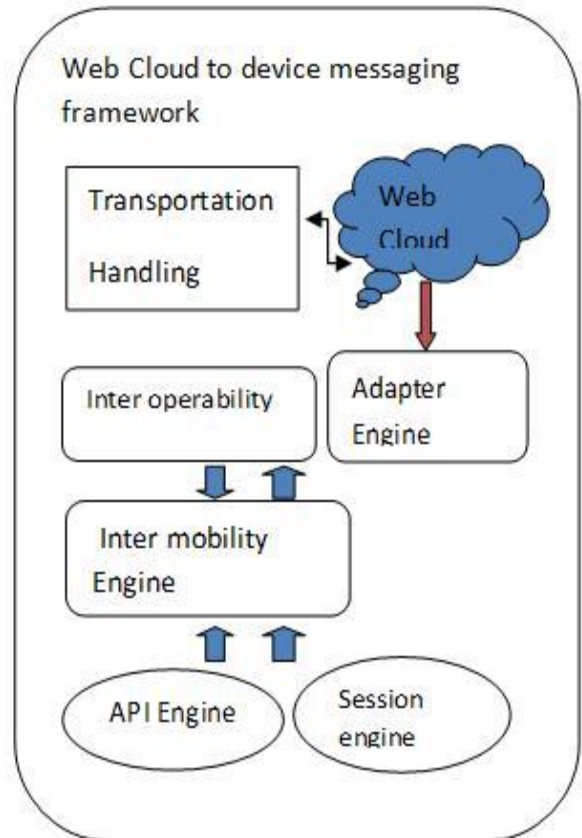 Web Cloud to device messaging
framework
Transportation
Handling
Web
Cloud
Inter operability
Adapter
Engine
Inter mobility
Engine
API Engine
Session
engine